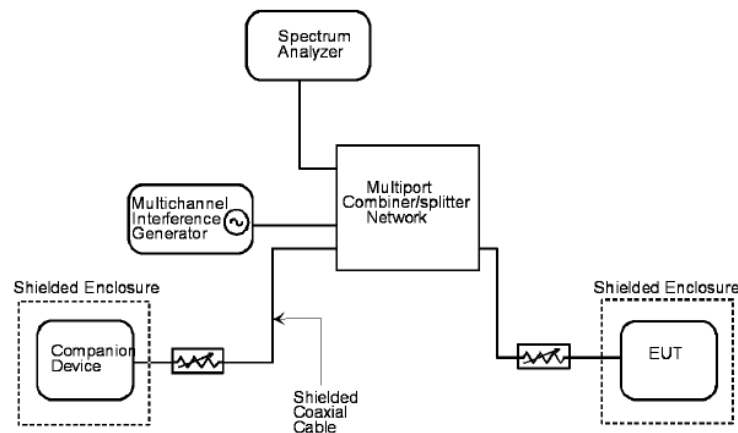 Spectrum
Analyzer
Multiport
Combiner/splitter
Network
Multichannel
Interference
Generator
Shielded Enclosure
Companion
Device
Shielded
Coaxial
Cable
Shielded Enclosure
EUT